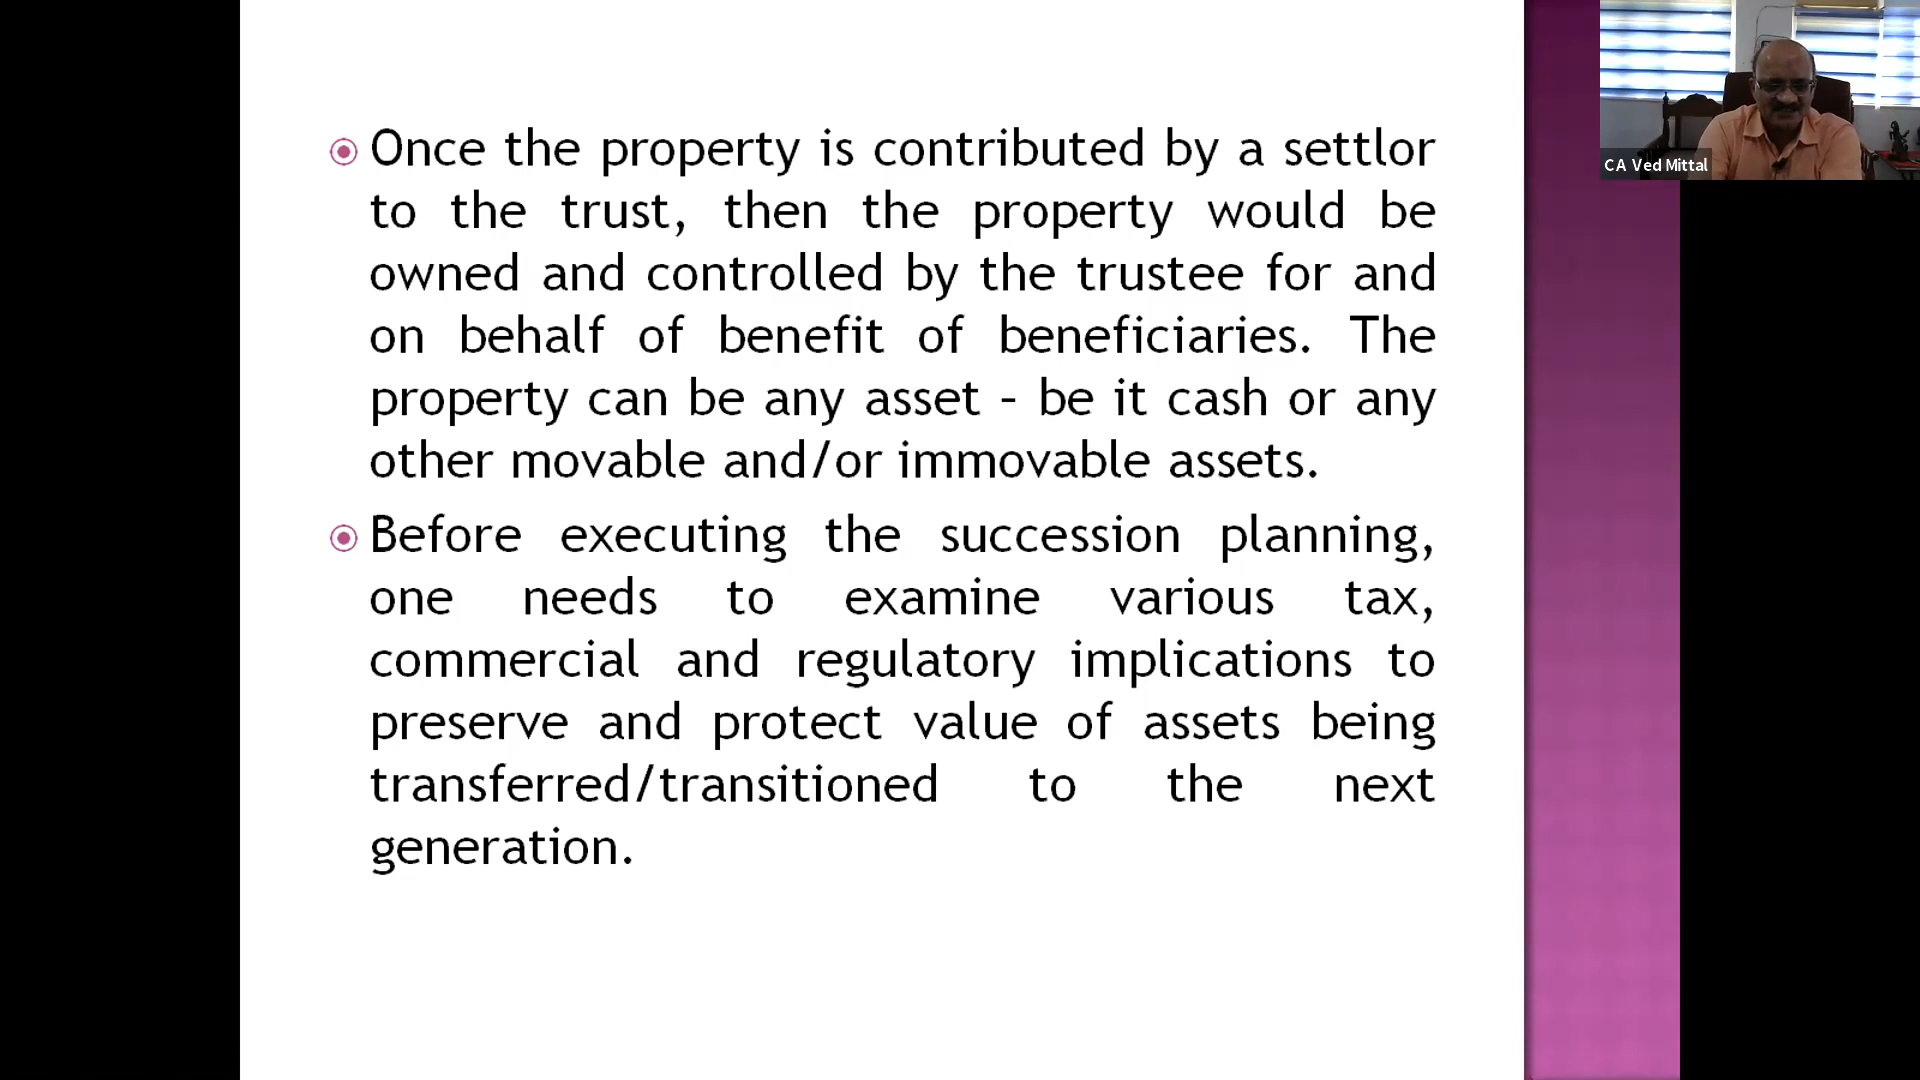 Once the property is contributed by a settlor
to the trust, then the property would be
owned and controlled by the trustee for and
on behalf of benefit of beneficiaries. The
property can be any asset – be it cash or any
other movable and/or immovable assets.
Before executing the succession planning,
one needs to examine various tax,
commercial and regulatory implications to
preserve and protect value of assets being
transferred/transitioned to the next
generation.
CA Ved Mittal